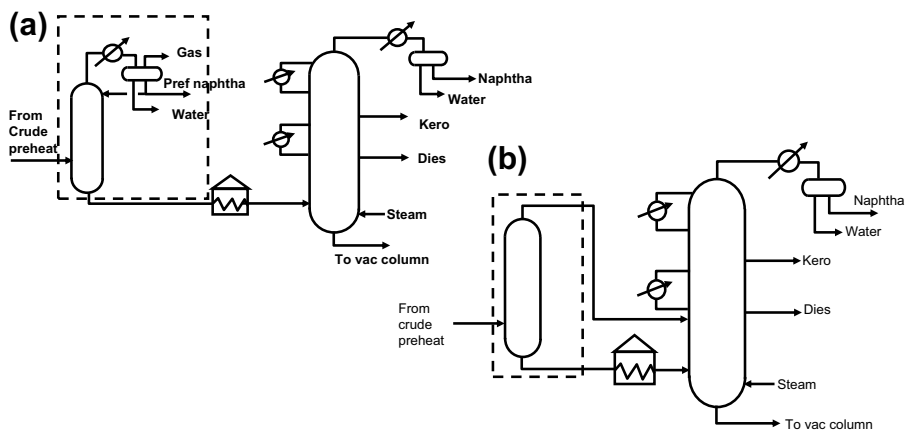 (a)
Gas
Pref naphtha
Water
From
Crude
preheat
Naphtha
Water
Kero
Dies
Steam
To vac column
(b)
Naphtha
Water
Kero
From
crude
preheat
Dies
Steam
To vac column